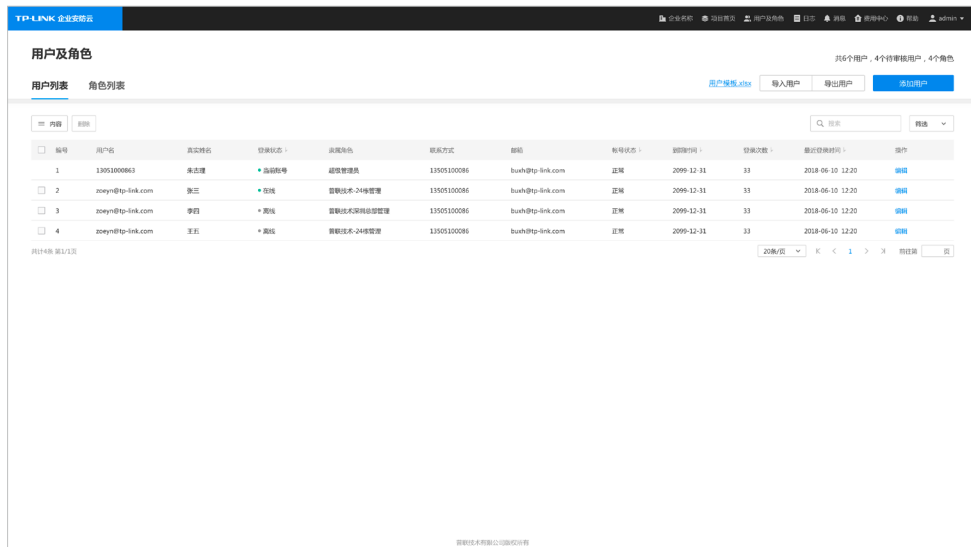 TP-LINK 企业安防云 企业名称 项目首页 用户及角色 日志 消息 费用中心 帮助 admin
用户及角色
共6个用户，4个待审核用户，4个角色
用户列表 角色列表 用户模板.xlsx 导入用户 导出用户 添加用户
内容 删除 搜索 筛选
编号 用户名 真实姓名 登录状态 隶属角色 联系方式 邮箱 帐号状态 到期时间 登录次数 最近登录时间 操作
1 13051000863 朱古理 当前账号 超级管理员 13505100086 buxh@tp-link.com 正常 2099-12-31 33 2018-06-10 12:20 编辑
2 zoeyn@tp-link.com 张三 在线 普联技术-24栋管理 13505100086 buxh@tp-link.com 正常 2099-12-31 33 2018-06-10 12:20 编辑
3 zoeyn@tp-link.com 李四 离线 普联技术深圳总部管理 13505100086 buxh@tp-link.com 正常 2099-12-31 33 2018-06-10 12:20 编辑
4 zoeyn@tp-link.com 王五 离线 普联技术-24栋管理 13505100086 buxh@tp-link.com 正常 2099-12-31 33 2018-06-10 12:20 编辑
共计4条 第1/1页 20条/页 1 前往第 页
普联技术有限公司版权所有